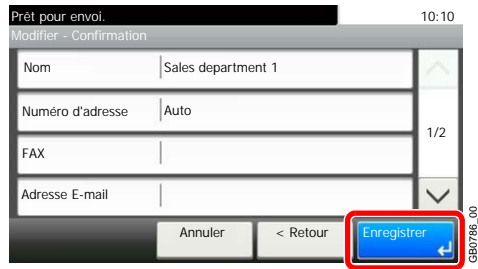 Prêt pour envoi. 10:10
Modifier - Confirmation
Nom Sales department 1
Numéro d'adresse Auto
1/2
FAX
Adresse E-mail
Annuler < Retour Enregistrer
GB0786_00